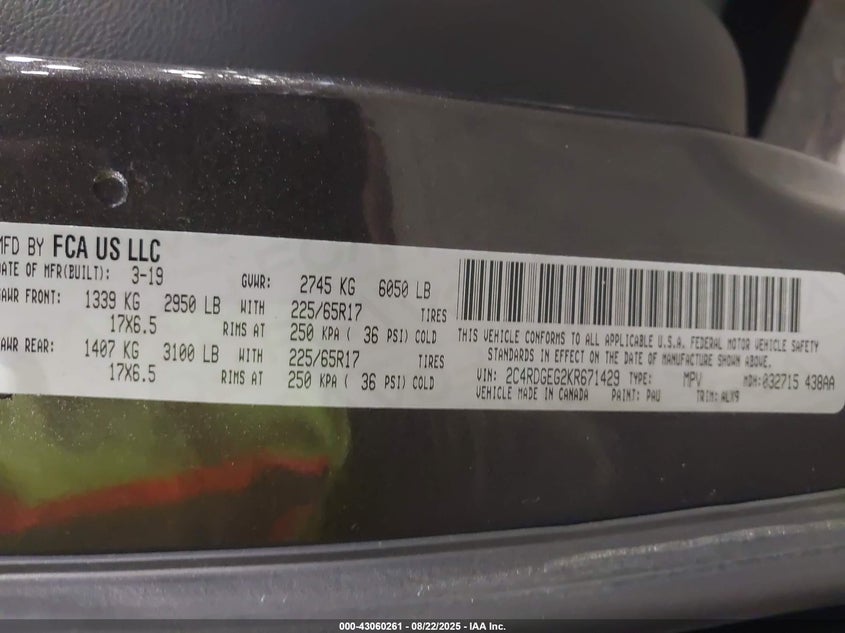 MFD BY FCA US LLC
DATE OF MFR(BUILT): 3-19 GVWR: 2745 KG 6050 LB
GAWR FRONT: 1339 KG 2950 LB WITH 225/65R17 TIRES
17X6.5 RIMS AT 250 KPA ( 36 PSI) COLD
GAWR REAR: 1407 KG 3100 LB WITH 225/65R17 TIRES
17X6.5 RIMS AT 250 KPA ( 36 PSI) COLD
THIS VEHICLE CONFORMS TO ALL APPLICABLE U.S.A. FEDERAL MOTOR VEHICLE SAFETY
STANDARDS IN EFFECT ON THE DATE OF MANUFACTURE SHOWN ABOVE.
VIN: 2C4RDGEG2KR671429 TYPE: MPV MDH: 032715 438AA
VEHICLE MADE IN CANADA PAINT: PAU TRIM: ALX9
000-43060261 - 08/22/2025 - IAA Inc.